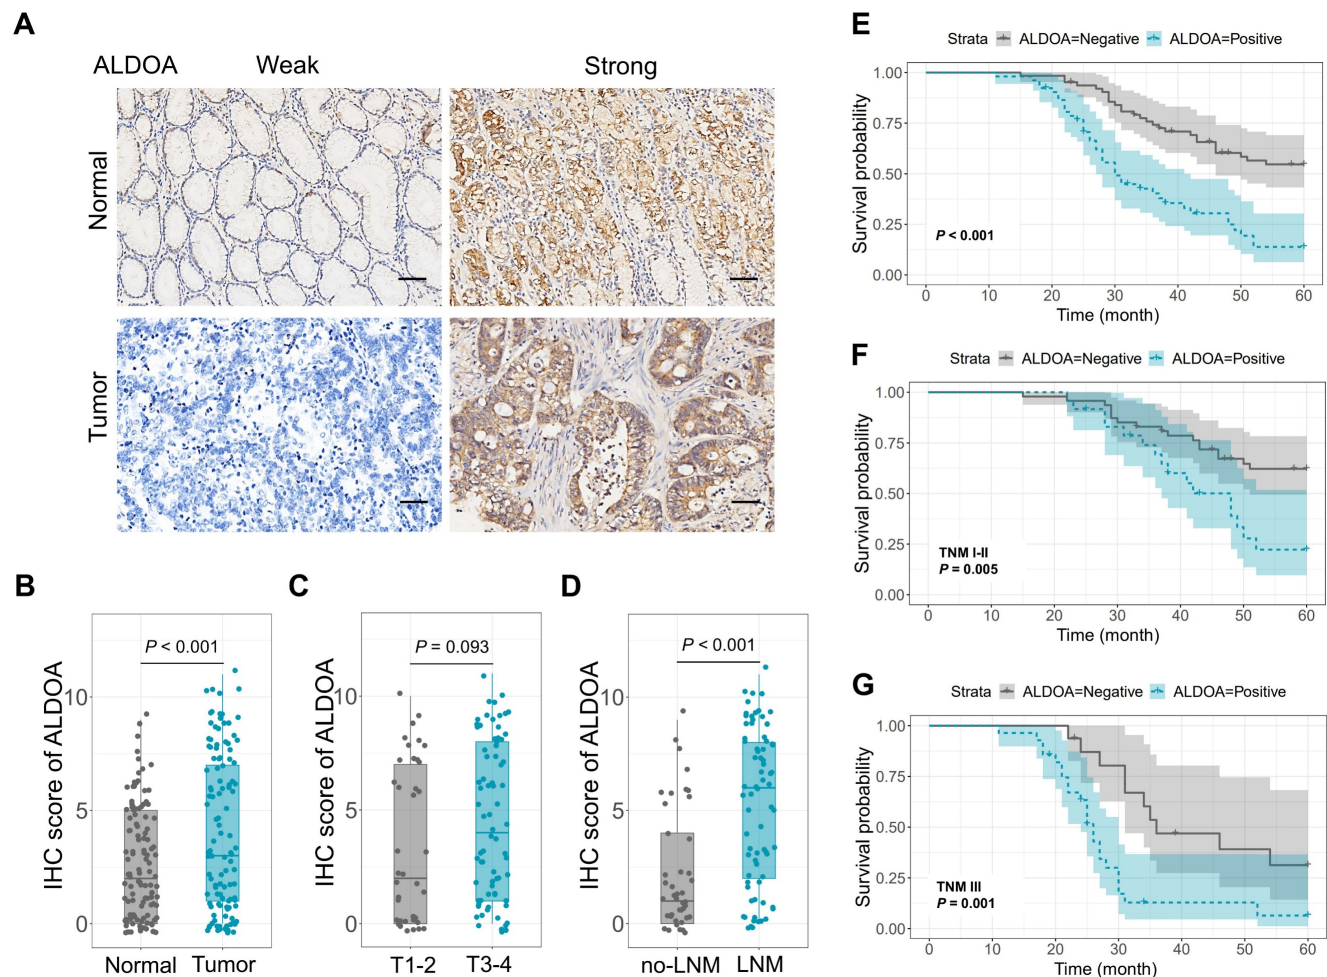 A
ALDOA
Weak
Strong
Normal
Tumor
B
IHC score of ALDOA
10
5
0
P < 0.001
Normal
Tumor
C
IHC score of ALDOA
10
5
0
P = 0.093
T1-2
T3-4
D
IHC score of ALDOA
10
5
0
P < 0.001
no-LNM
LNM
E
Strata ALDOA=Negative ALDOA=Positive
Survival probability
1.00
0.75
0.50
0.25
0.00
P < 0.001
0 10 20 30 40 50 60
Time (month)
F
Strata ALDOA=Negative ALDOA=Positive
Survival probability
1.00
0.75
0.50
0.25
0.00
TNM I-II
P = 0.005
0 10 20 30 40 50 60
Time (month)
G
Strata ALDOA=Negative ALDOA=Positive
Survival probability
1.00
0.75
0.50
0.25
0.00
TNM III
P = 0.001
0 10 20 30 40 50 60
Time (month)